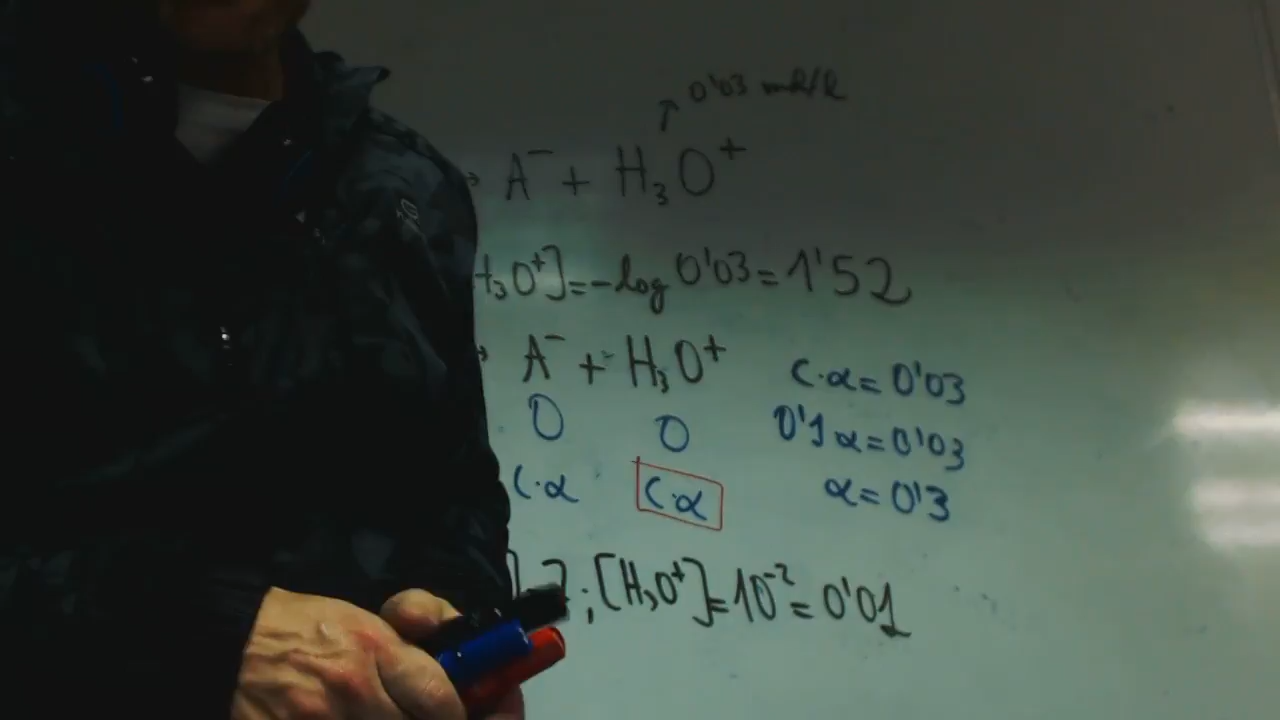 0'03 mol/l
→ A⁻ + H₃O⁺
H₃O⁺] = -log 0'03 = 1'52
A⁻ + H₃O⁺
C·α = 0'03
0 0
0'1 α = 0'03
C·α C·α
α = 0'3
; [H₃O⁺] = 10⁻² = 0'01